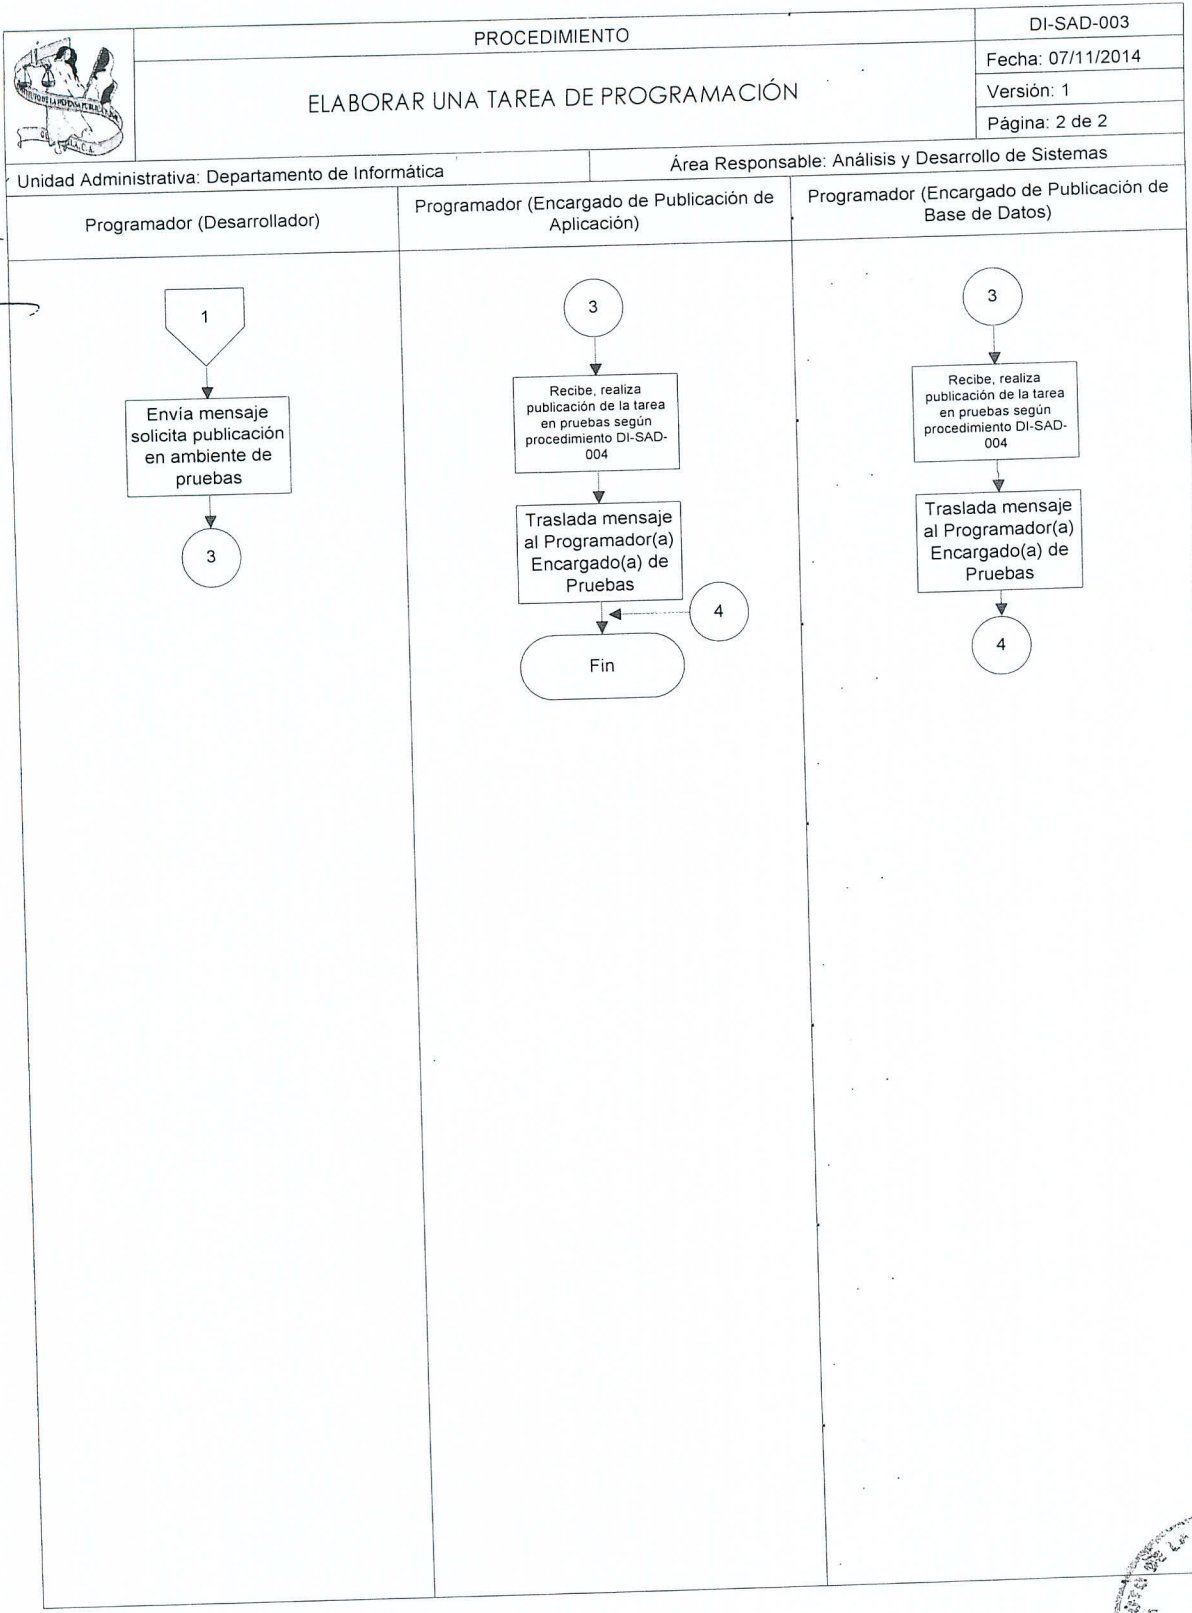 PROCEDIMIENTO
DI-SAD-003
Fecha: 07/11/2014
ELABORAR UNA TAREA DE PROGRAMACIÓN
Versión: 1
Página: 2 de 2
Unidad Administrativa: Departamento de Informática
Área Responsable: Análisis y Desarrollo de Sistemas
Programador (Desarrollador)
Programador (Encargado de Publicación de
Aplicación)
Programador (Encargado de Publicación de
Base de Datos)
1
Envía mensaje
solicita publicación
en ambiente de
pruebas
3
3
Recibe, realiza
publicación de la tarea
en pruebas según
procedimiento DI-SAD-
004
Traslada mensaje
al Programador(a)
Encargado(a) de
Pruebas
4
Fin
3
Recibe, realiza
publicación de la tarea
en pruebas según
procedimiento DI-SAD-
004
Traslada mensaje
al Programador(a)
Encargado(a) de
Pruebas
4
DE LA